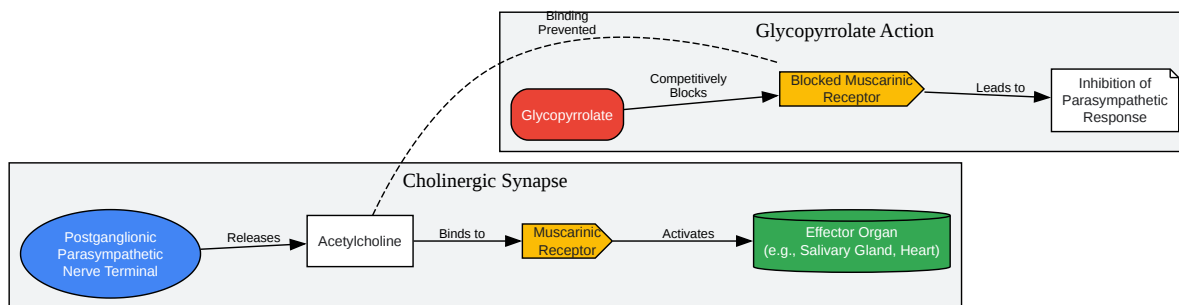 Glycopyrrolate Action
Binding
Prevented
Glycopyrrolate
Competitively
Blocks
Blocked Muscarinic
Receptor
Leads to
Inhibition of
Parasympathetic
Response
Cholinergic Synapse
Postganglionic
Parasympathetic
Nerve Terminal
Releases
Acetylcholine
Binds to
Muscarinic
Receptor
Activates
Effector Organ
(e.g., Salivary Gland, Heart)